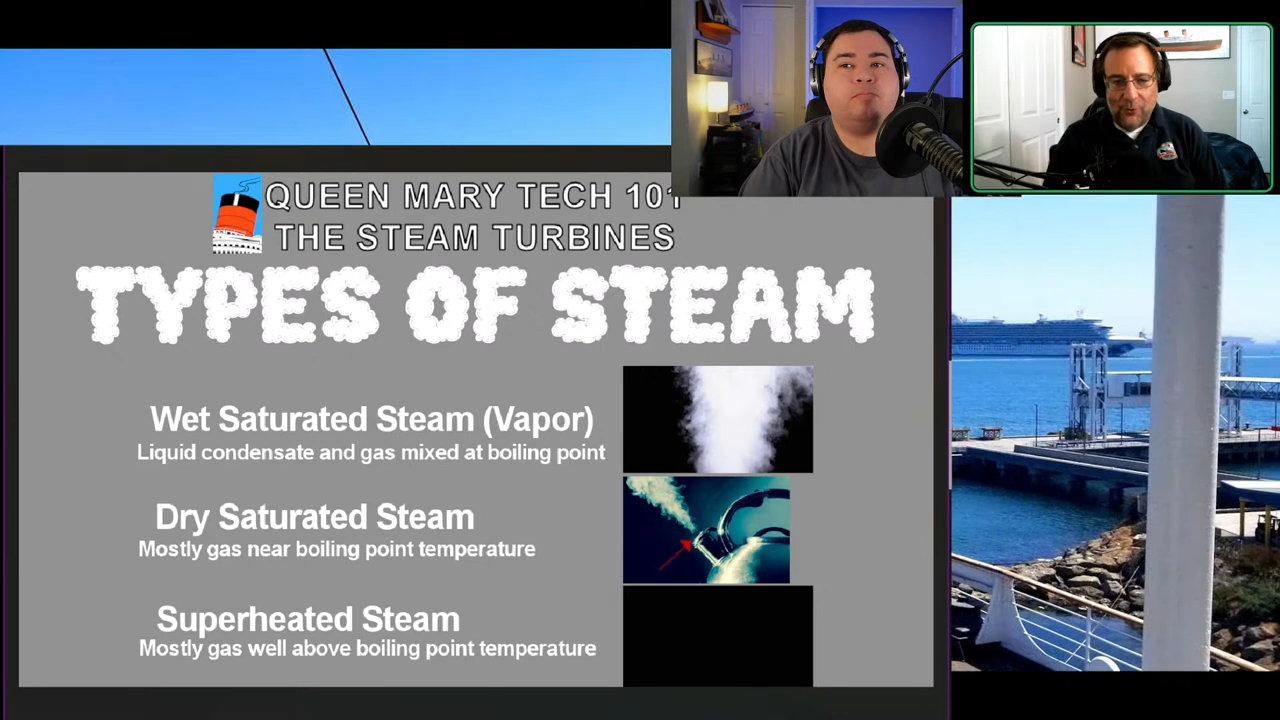 QUEEN MARY TECH 101
THE STEAM TURBINES
TYPES OF STEAM
Wet Saturated Steam (Vapor)
Liquid condensate and gas mixed at boiling point
Dry Saturated Steam
Mostly gas near boiling point temperature
Superheated Steam
Mostly gas well above boiling point temperature